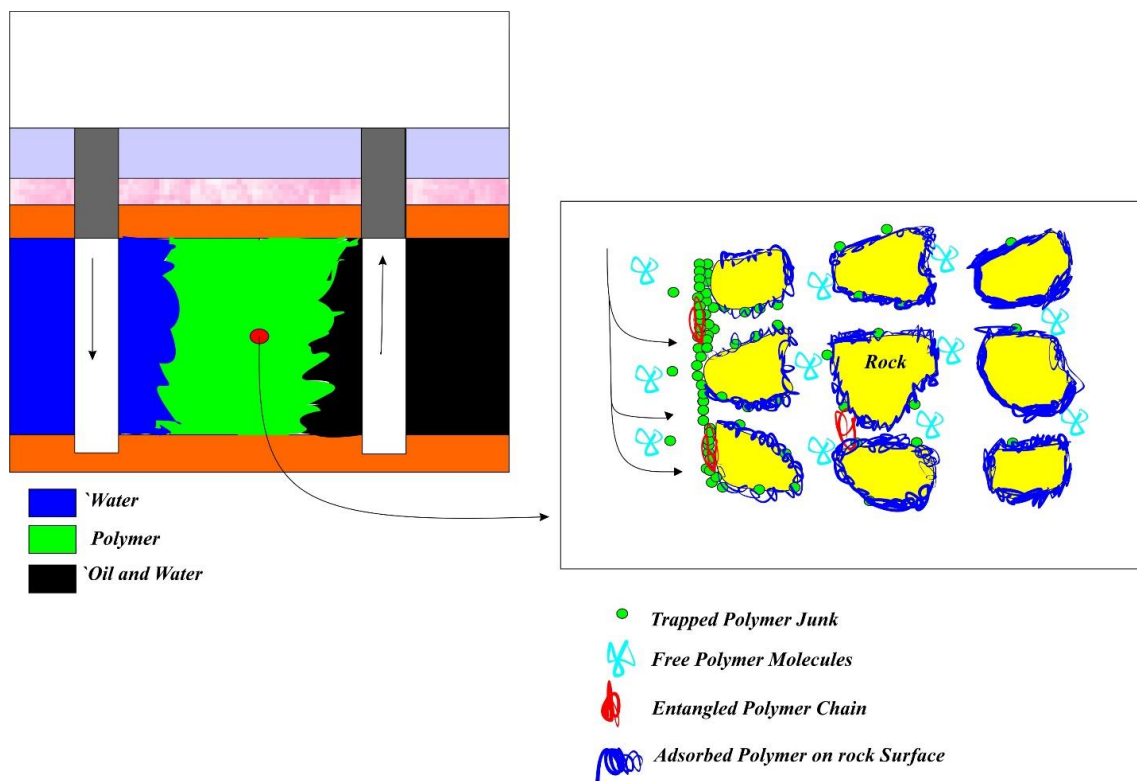 `Water
Polymer
`Oil and Water
Rock
Trapped Polymer Junk
Free Polymer Molecules
Entangled Polymer Chain
Adsorbed Polymer on rock Surface